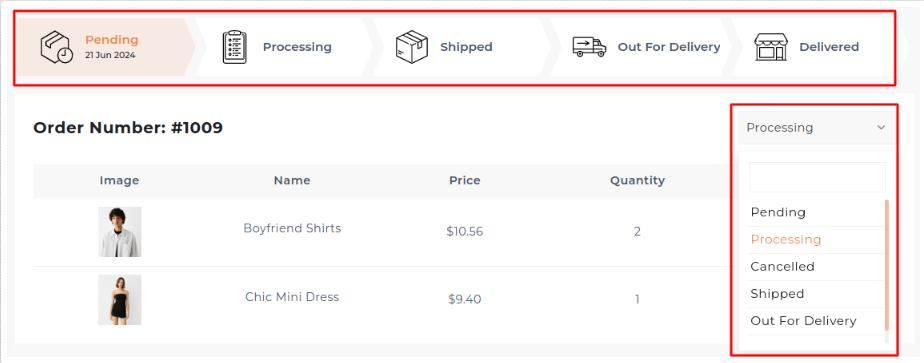 Pending
21 Jun 2024
Processing
Shipped
Out For Delivery
Delivered
Order Number: #1009
Processing
Image Name Price Quantity
Boyfriend Shirts $10.56 2
Chic Mini Dress $9.40 1
Pending
Processing
Cancelled
Shipped
Out For Delivery